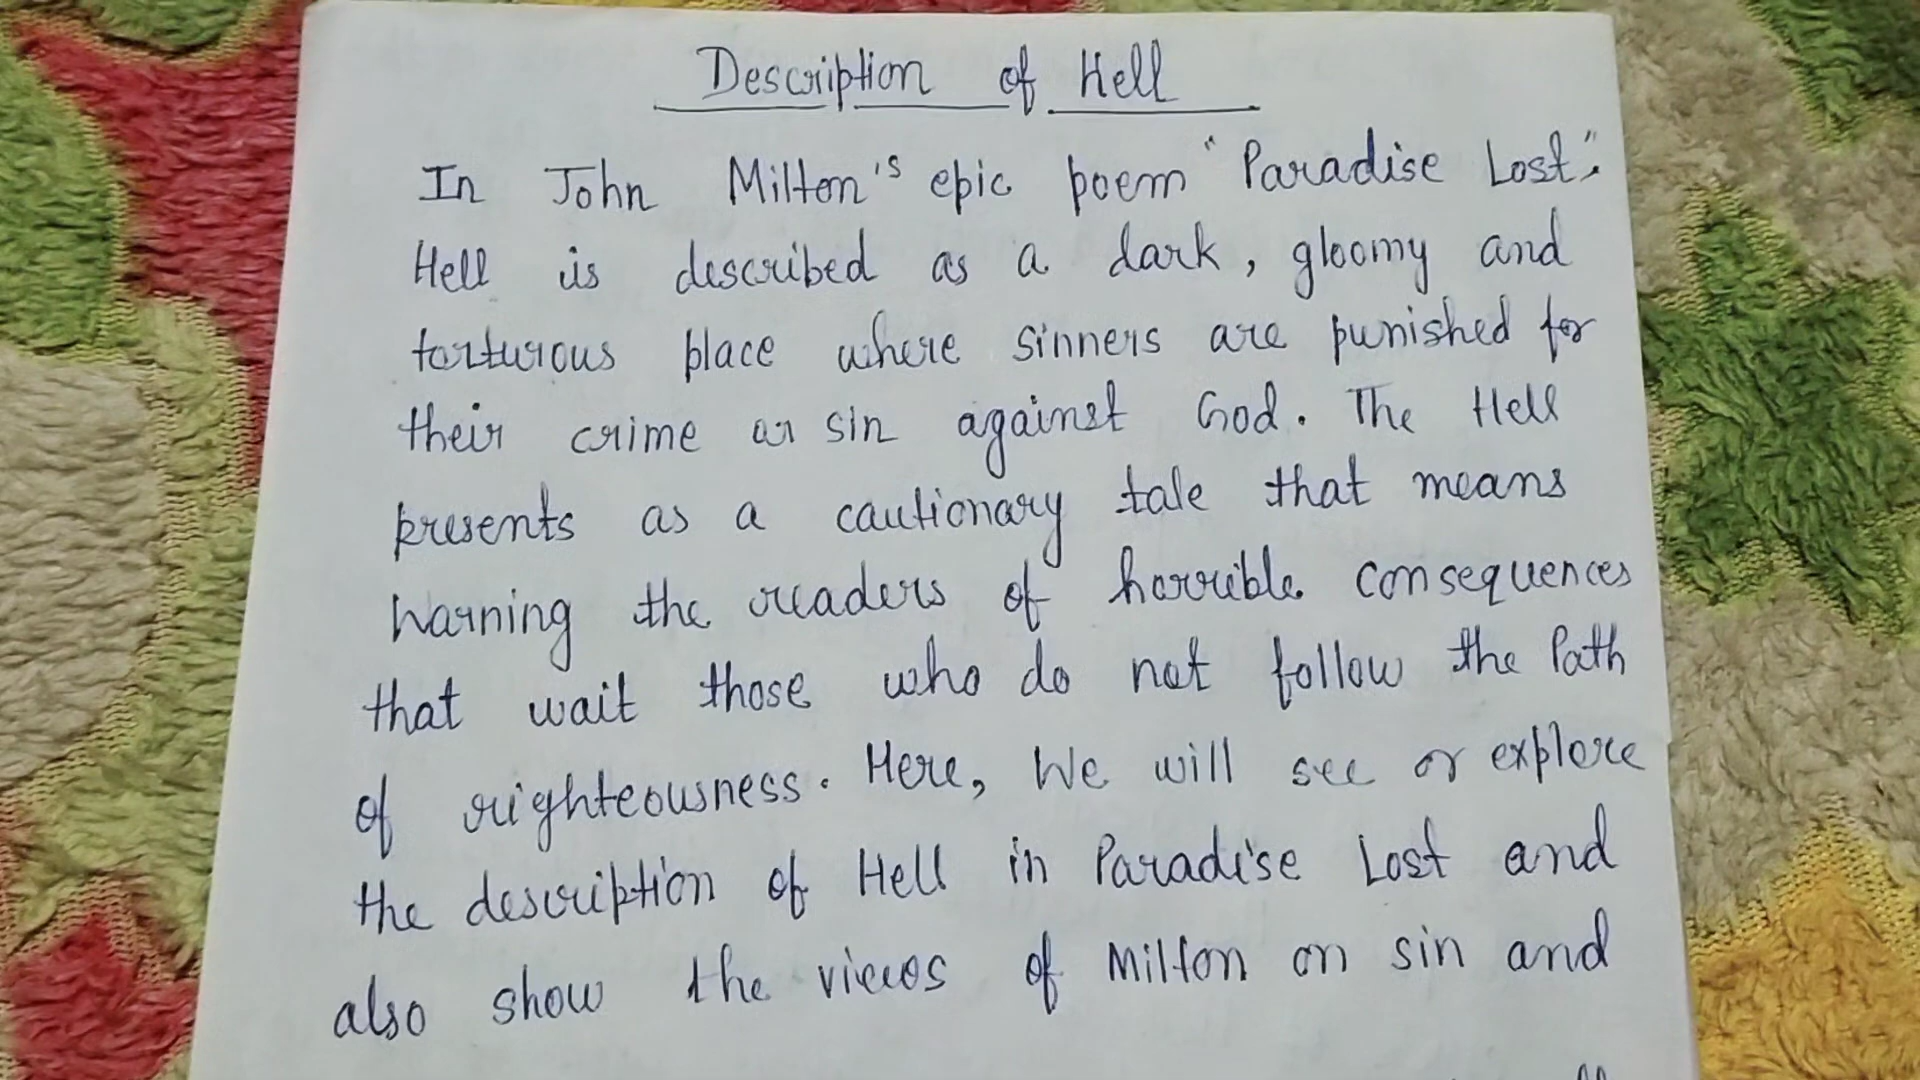 Description of Hell
In John Milton's epic poem "Paradise Lost".
Hell is described as a dark, gloomy and
torturous place where sinners are punished for
their crime or sin against God. The Hell
presents as a cautionary tale that means
Warning the readers of horrible consequences
that wait those who do not follow the Path
of righteousness. Here, We will see or explore
the description of Hell in Paradise Lost and
also show the views of Milton on sin and